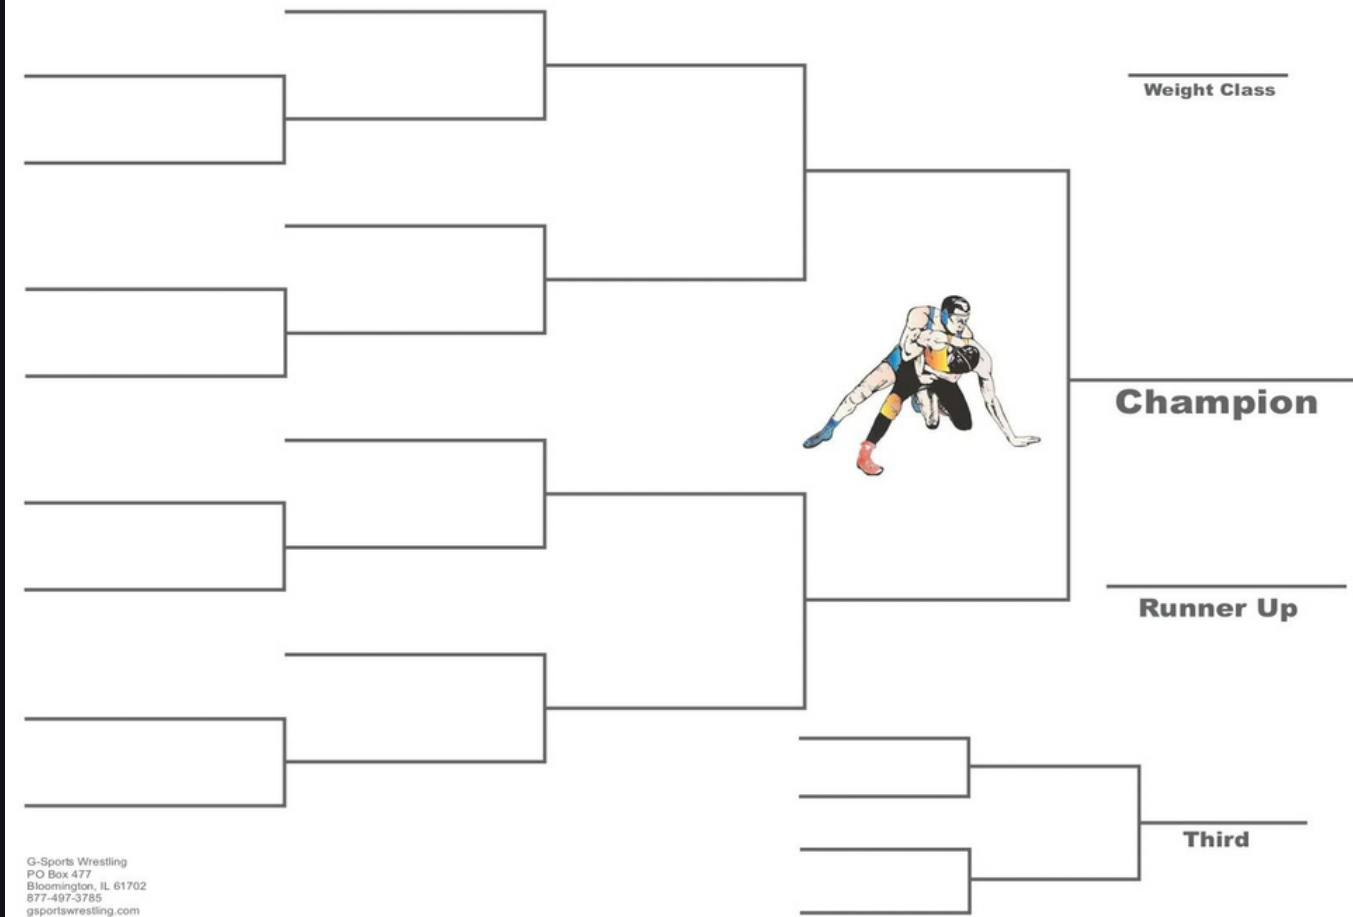 Weight Class
Champion
Runner Up
Third
G-Sports Wrestling
PO Box 477
Bloomington, IL 61702
877-497-3785
gsportswrestling.com